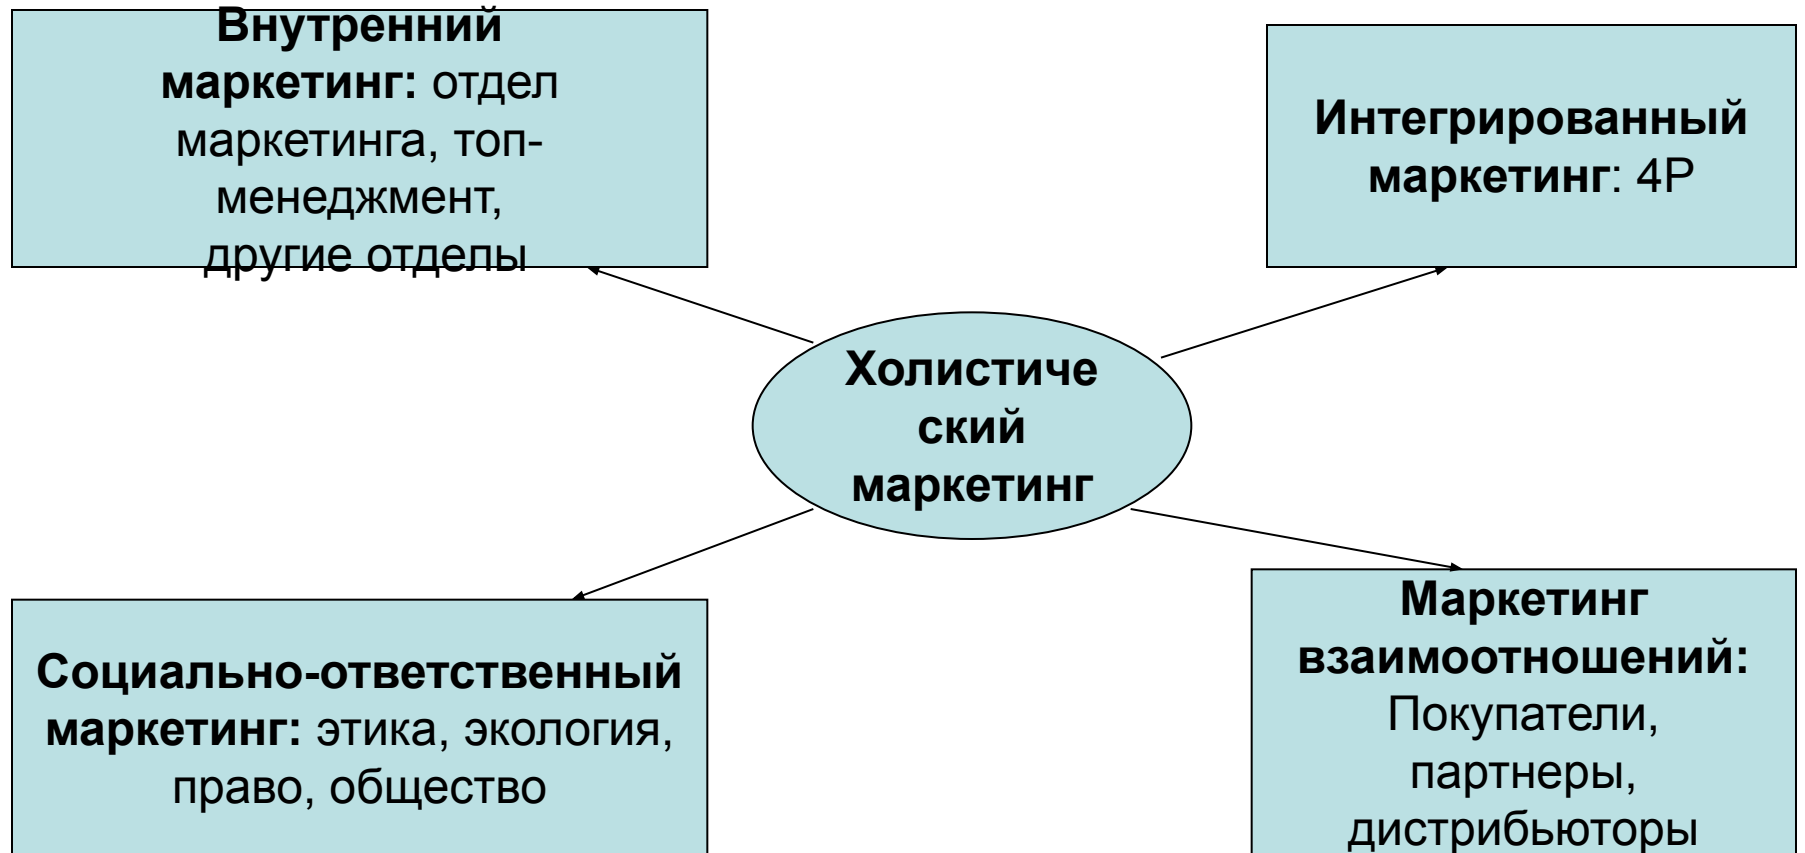 Внутренний
маркетинг: отдел
маркетинга, топ-
менеджмент,
другие отделы
Интегрированный
маркетинг: 4Р
Холистиче
ский
маркетинг
Социально-ответственный
маркетинг: этика, экология,
право, общество
Маркетинг
взаимоотношений:
Покупатели,
партнеры,
дистрибьюторы